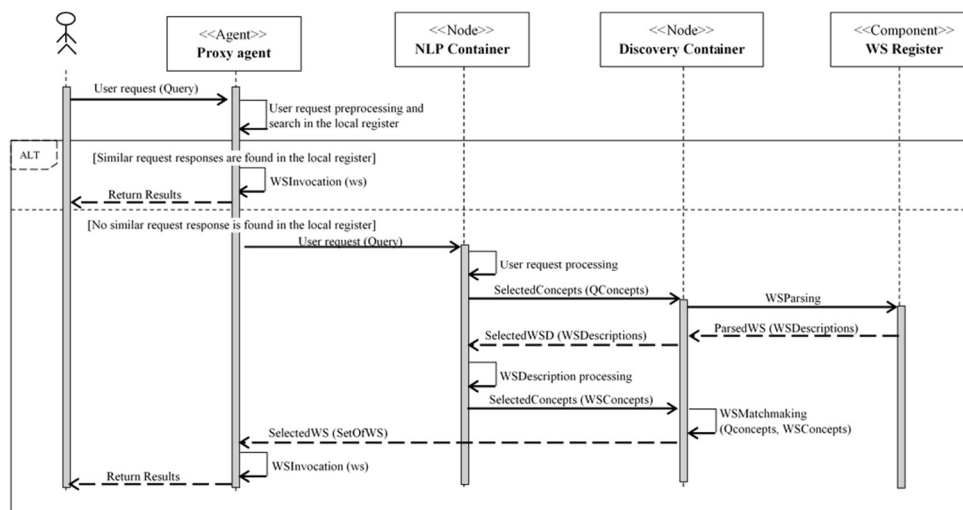 <<Agent>>
Proxy agent
<<Node>>
NLP Container
<<Node>>
Discovery Container
<<Component>>
WS Register
User request (Query)
User request preprocessing and
search in the local register
ALT
[Similar request responses are found in the local register]
WSInvocation (ws)
Return Results
[No similar request response is found in the local register]
User request (Query)
User request processing
SelectedConcepts (QConcepts)
WSParsing
ParsedWS (WSDescriptions)
SelectedWSD (WSDescriptions)
WSDescription processing
SelectedConcepts (WSConcepts)
WSMatchmaking
(Qconcepts, WSConcepts)
SelectedWS (SetOfWS)
WSInvocation (ws)
Return Results